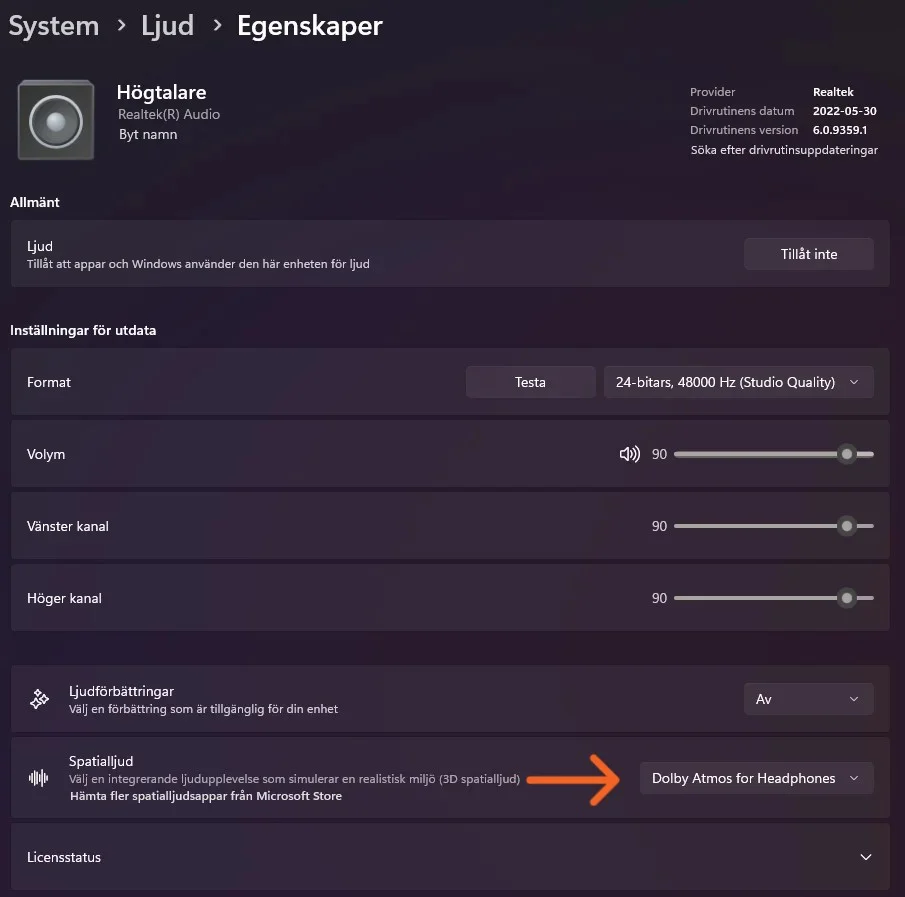 System > Ljud > Egenskaper
Högtalare
Realtek(R) Audio
Byt namn
Provider Realtek
Drivrutinens datum 2022-05-30
Drivrutinens version 6.0.9359.1
Söka efter drivrutinsuppdateringar
Allmänt
Ljud
Tillåt att appar och Windows använder den här enheten för ljud
Tillåt inte
Inställningar för utdata
Format Testa 24-bitars, 48000 Hz (Studio Quality)
Volym 90
Vänster kanal 90
Höger kanal 90
Ljudförbättringar
Välj en förbättring som är tillgänglig för din enhet
Av
Spatialljud
Välj en integrerande ljudupplevelse som simulerar en realistisk miljö (3D spatialljud)
Hämta fler spatialljudsappar från Microsoft Store
Dolby Atmos for Headphones
Licensstatus